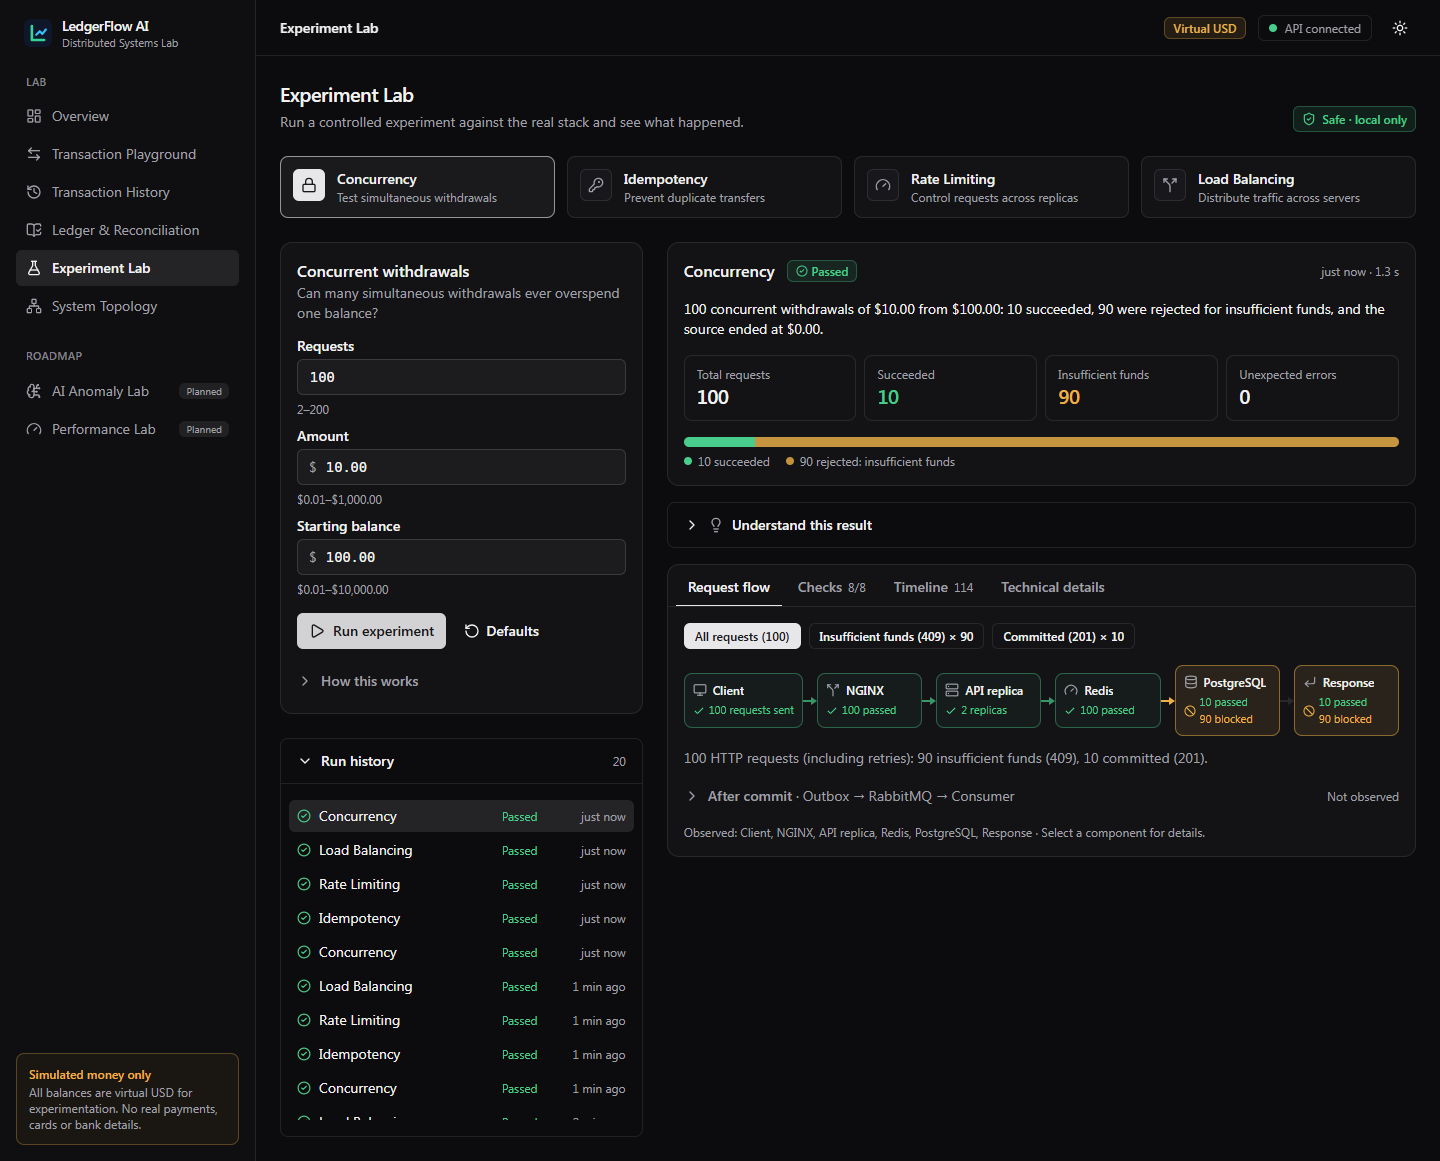 LedgerFlow AI
Distributed Systems Lab
LAB
Overview
Transaction Playground
Transaction History
Ledger & Reconciliation
Experiment Lab
System Topology
ROADMAP
AI Anomaly Lab Planned
Performance Lab Planned
Simulated money only
All balances are virtual USD for
experimentation. No real payments,
cards or bank details.
Experiment Lab
Virtual USD
API connected
Experiment Lab
Run a controlled experiment against the real stack and see what happened.
Safe · local only
Concurrency
Test simultaneous withdrawals
Idempotency
Prevent duplicate transfers
Rate Limiting
Control requests across replicas
Load Balancing
Distribute traffic across servers
Concurrent withdrawals
Can many simultaneous withdrawals ever overspend
one balance?
Requests
100
2–200
Amount
$ 10.00
$0.01–$1,000.00
Starting balance
$ 100.00
$0.01–$10,000.00
Run experiment
Defaults
How this works
Run history 20
Concurrency Passed just now
Load Balancing Passed just now
Rate Limiting Passed just now
Idempotency Passed just now
Concurrency Passed just now
Load Balancing Passed 1 min ago
Rate Limiting Passed 1 min ago
Idempotency Passed 1 min ago
Concurrency Passed 1 min ago
Concurrency Passed just now · 1.3 s
100 concurrent withdrawals of $10.00 from $100.00: 10 succeeded, 90 were rejected for insufficient funds, and the
source ended at $0.00.
Total requests
100
Succeeded
10
Insufficient funds
90
Unexpected errors
0
10 succeeded
90 rejected: insufficient funds
Understand this result
Request flow
Checks 8/8
Timeline 114
Technical details
All requests (100)
Insufficient funds (409) × 90
Committed (201) × 10
Client
100 requests sent
NGINX
100 passed
API replica
2 replicas
Redis
100 passed
PostgreSQL
10 passed
90 blocked
Response
10 passed
90 blocked
100 HTTP requests (including retries): 90 insufficient funds (409), 10 committed (201).
After commit · Outbox → RabbitMQ → Consumer
Not observed
Observed: Client, NGINX, API replica, Redis, PostgreSQL, Response · Select a component for details.